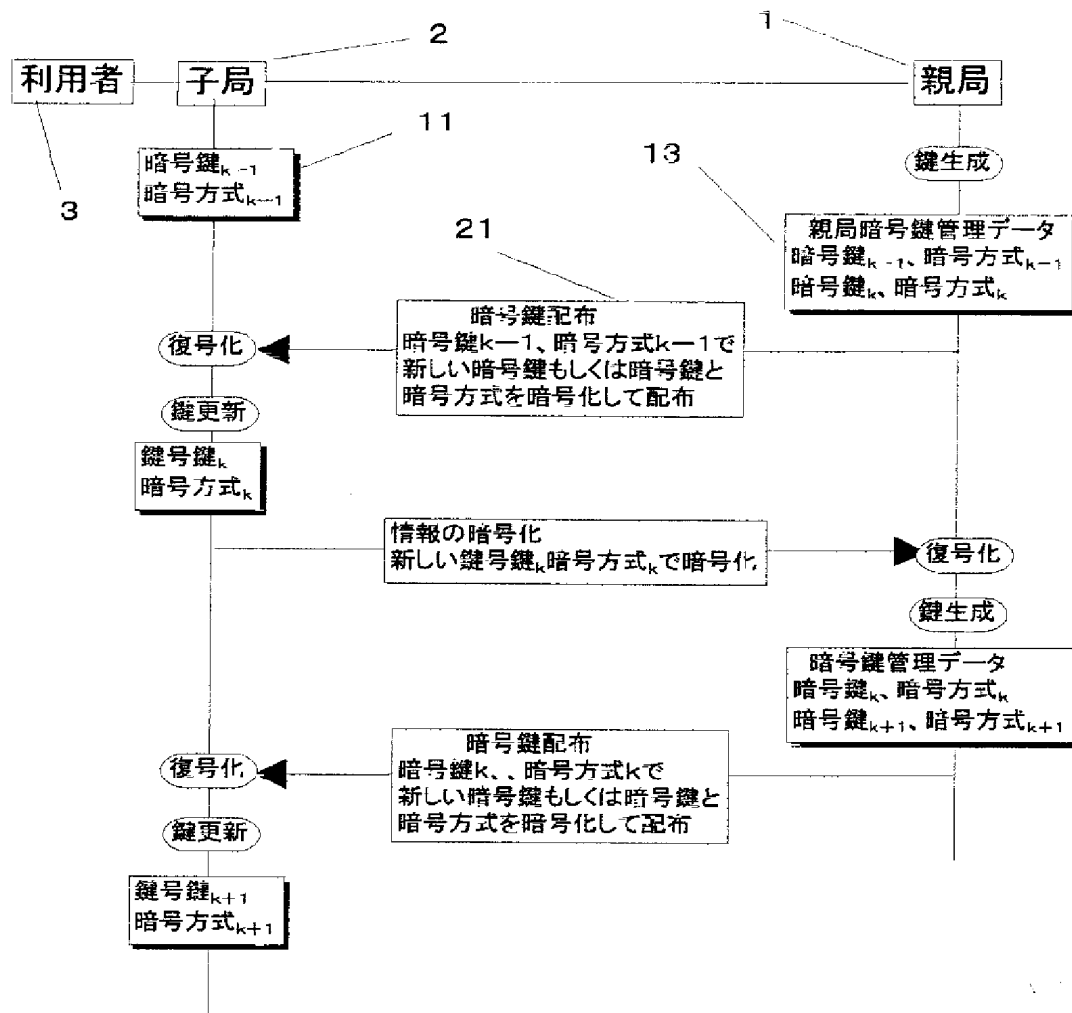 1
2
利用者
子局
親局
11
暗号鍵k-1
暗号方式k-1
3
13
鍵生成
親局暗号鍵管理データ
暗号鍵k-1、暗号方式k-1
暗号鍵k、暗号方式k
21
暗号鍵配布
暗号鍵k-1、暗号方式k-1で
新しい暗号鍵もしくは暗号鍵と
暗号方式を暗号化して配布
復号化
鍵更新
鍵号鍵k
暗号方式k
情報の暗号化
新しい鍵号鍵k暗号方式kで暗号化
復号化
鍵生成
暗号鍵管理データ
暗号鍵k、暗号方式k
暗号鍵k+1、暗号方式k+1
暗号鍵配布
暗号鍵k、、暗号方式kで
新しい暗号鍵もしくは暗号鍵と
暗号方式を暗号化して配布
復号化
鍵更新
鍵号鍵k+1
暗号方式k+1